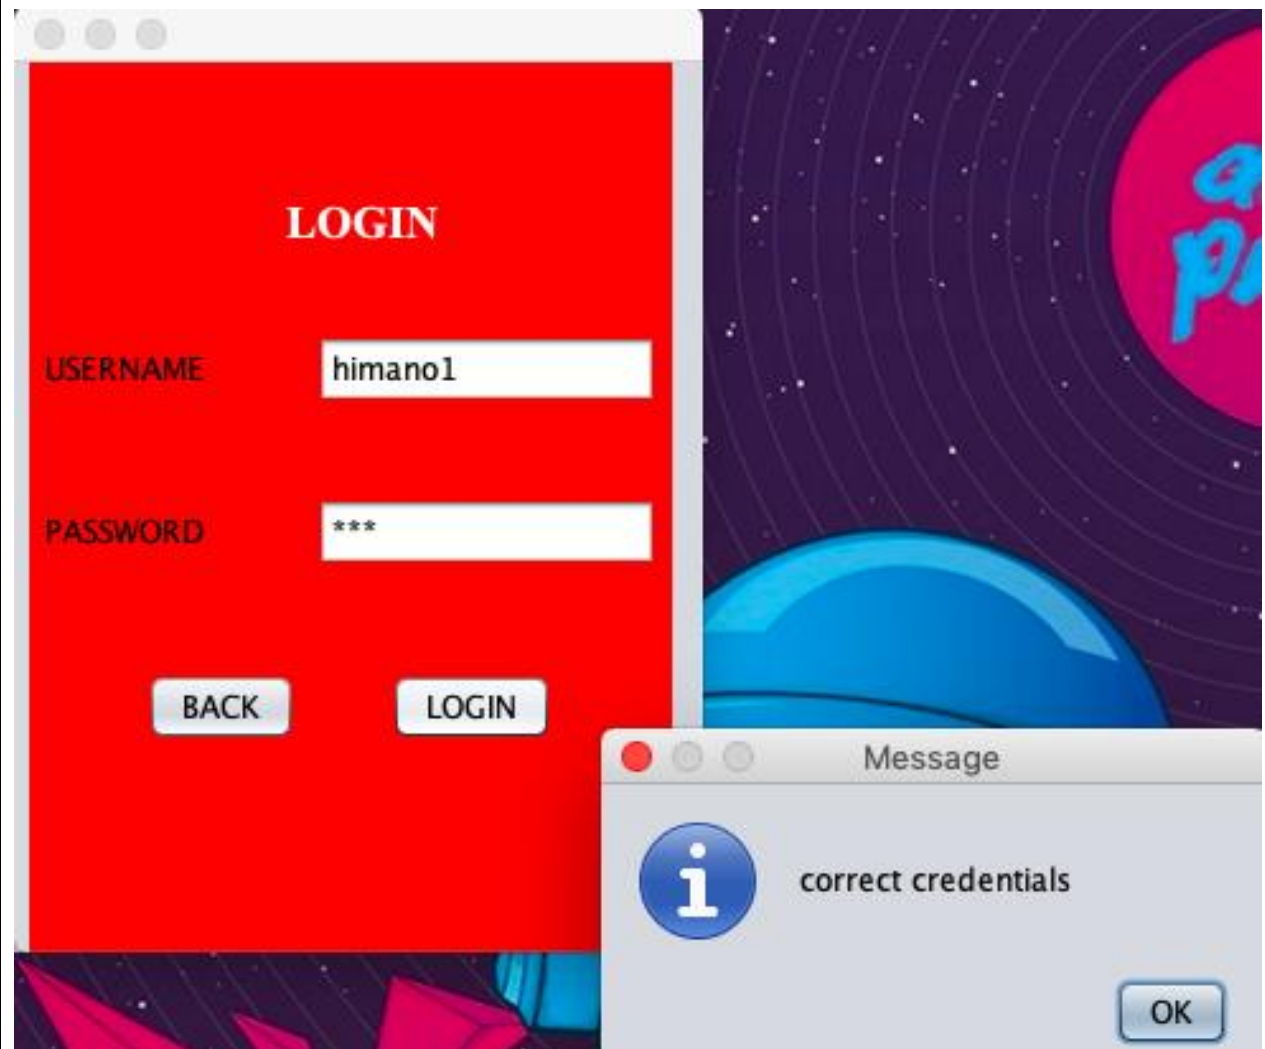 LOGIN
USERNAME himano1
PASSWORD ***
BACK LOGIN
Message
correct credentials
OK